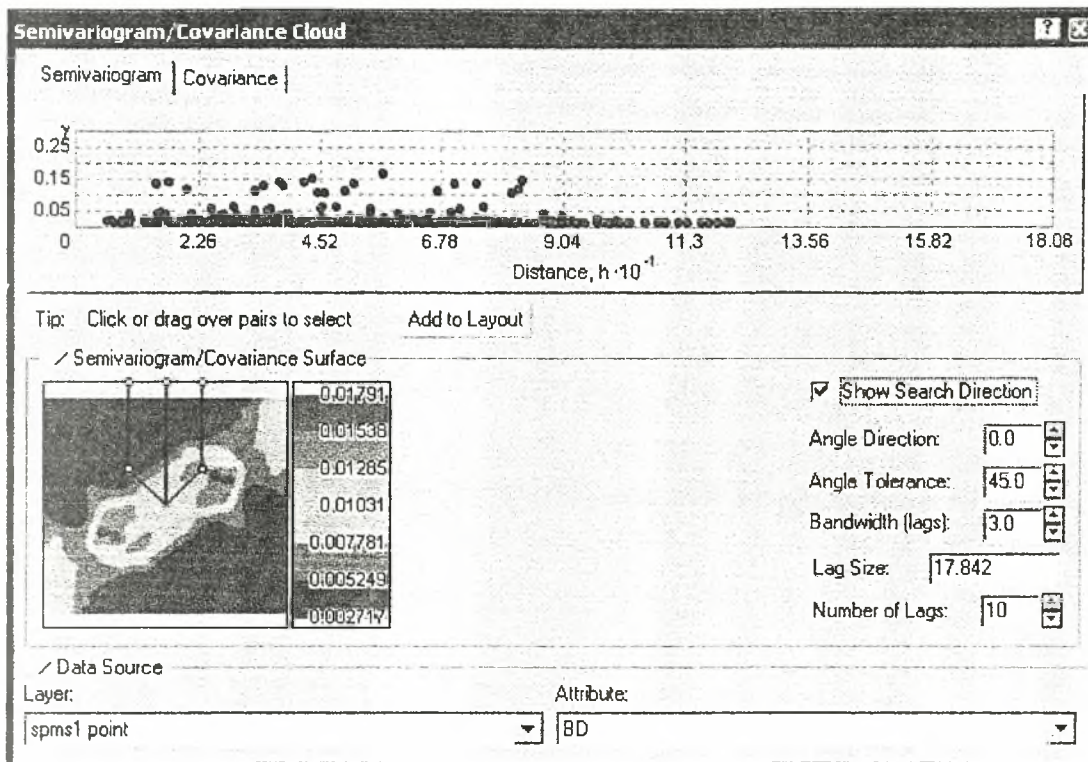 Semivariogram/Covariance Cloud
Semivariogram Covariance
γ
0.25
0.15
0.05
0 2.26 4.52 6.78 9.04 11.3 13.56 15.82 18.08
Distance, h ·10⁻¹
Tip: Click or drag over pairs to select Add to Layout
Semivariogram/Covariance Surface
0.01791
0.01538
0.01285
0.01031
0.007781
0.005249
0.002717
Show Search Direction
Angle Direction: 0.0
Angle Tolerance: 45.0
Bandwidth (lags): 3.0
Lag Size: 17.842
Number of Lags: 10
Data Source
Layer: Attribute:
spms1 point BD